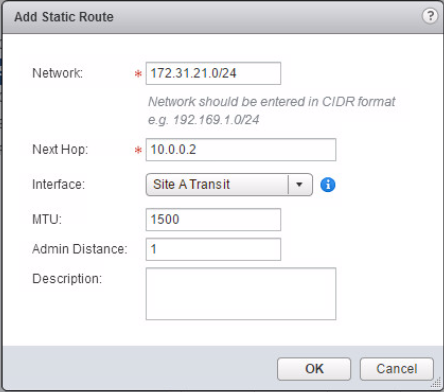 Add Static Route
?
Network: * 172.31.21.0/24
Network should be entered in CIDR format
e.g. 192.169.1.0/24
Next Hop: * 10.0.0.2
Interface: Site A Transit i
MTU: 1500
Admin Distance: 1
Description:
OK Cancel